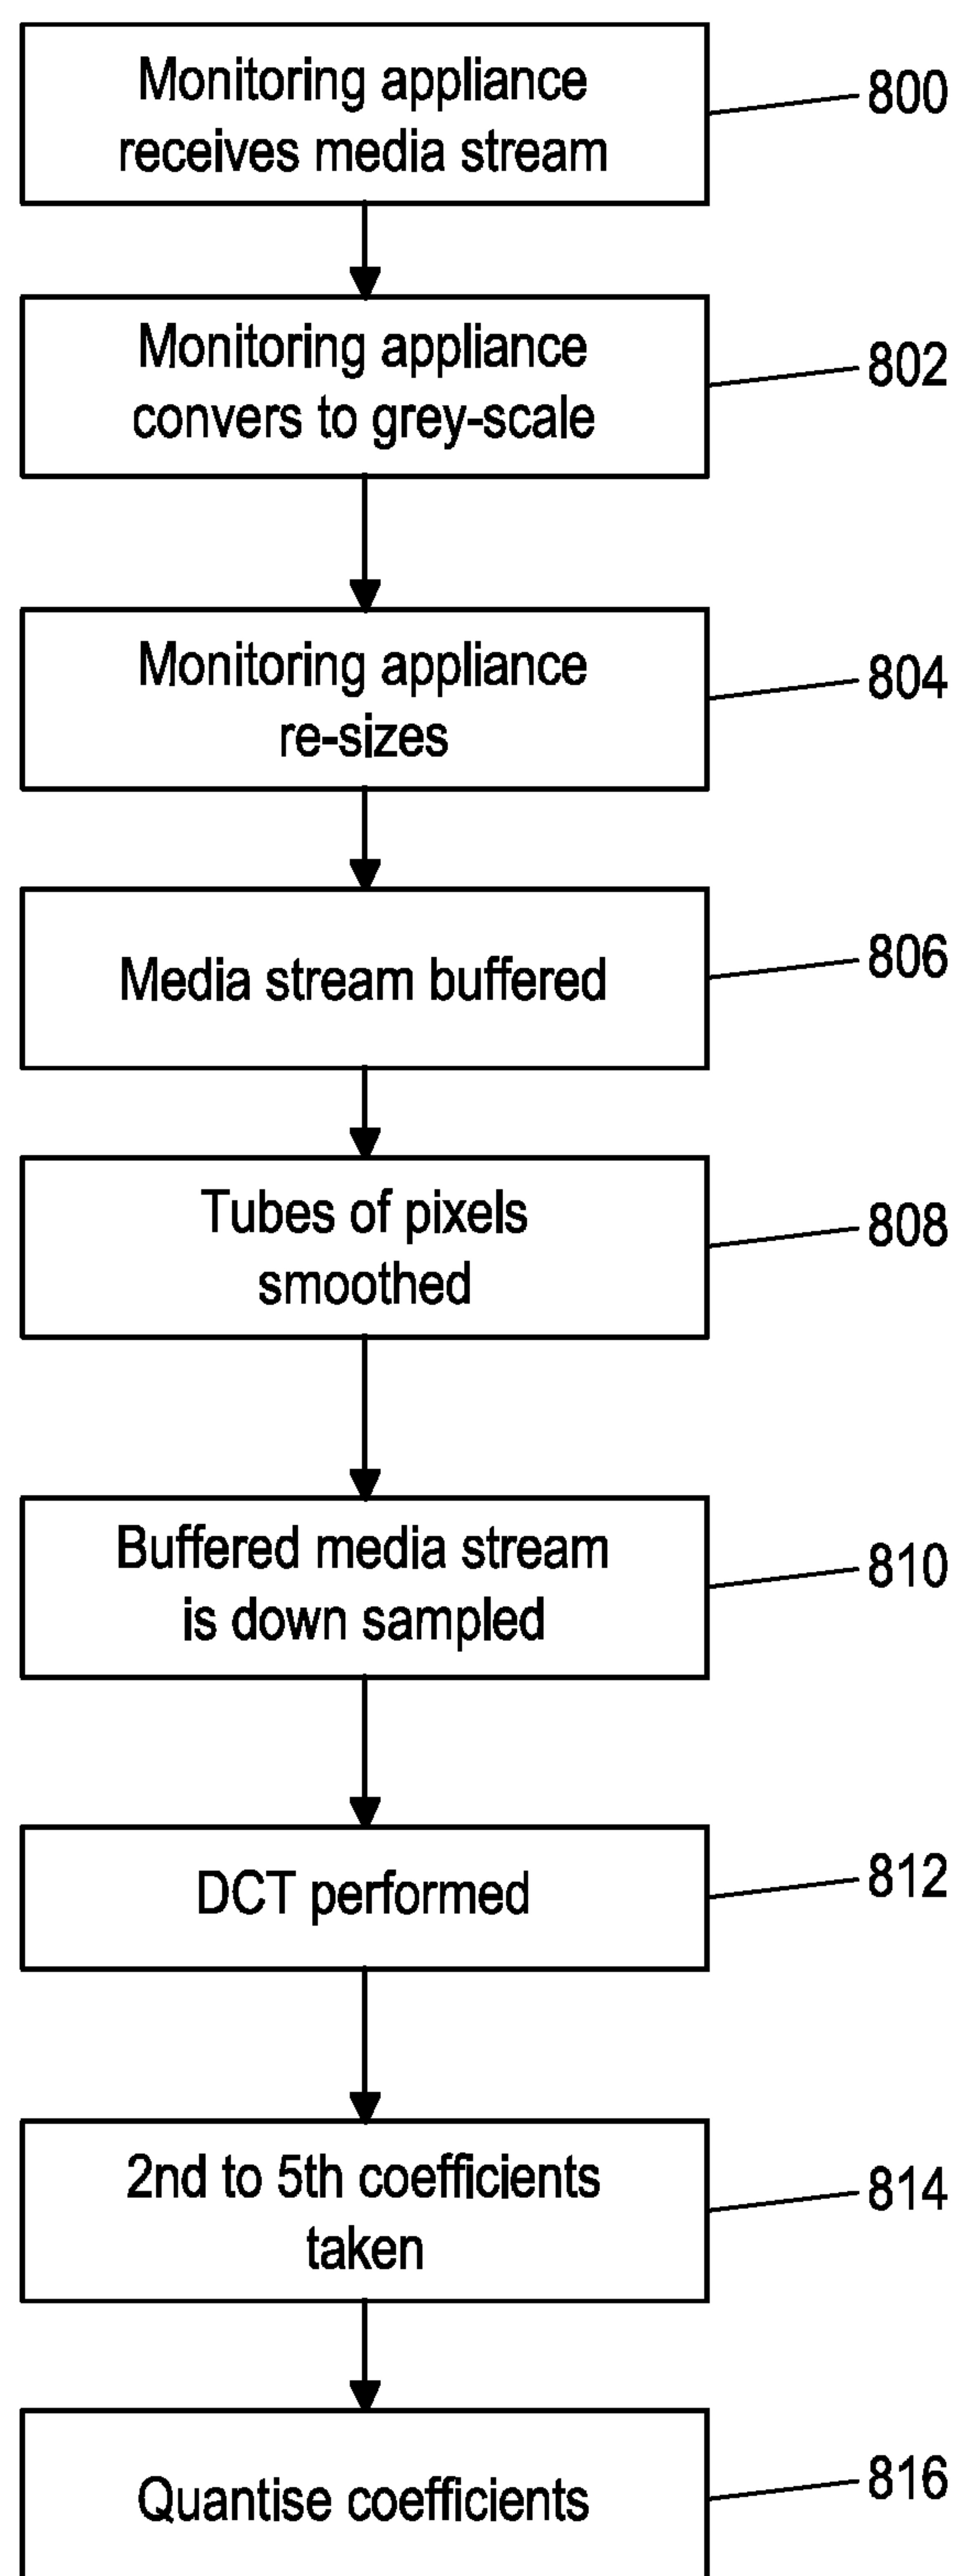 Monitoring appliance
receives media stream
800
Monitoring appliance
convers to grey-scale
802
Monitoring appliance
re-sizes
804
Media stream buffered
806
Tubes of pixels
smoothed
808
Buffered media stream
is down sampled
810
DCT performed
812
2nd to 5th coefficients
taken
814
Quantise coefficients
816